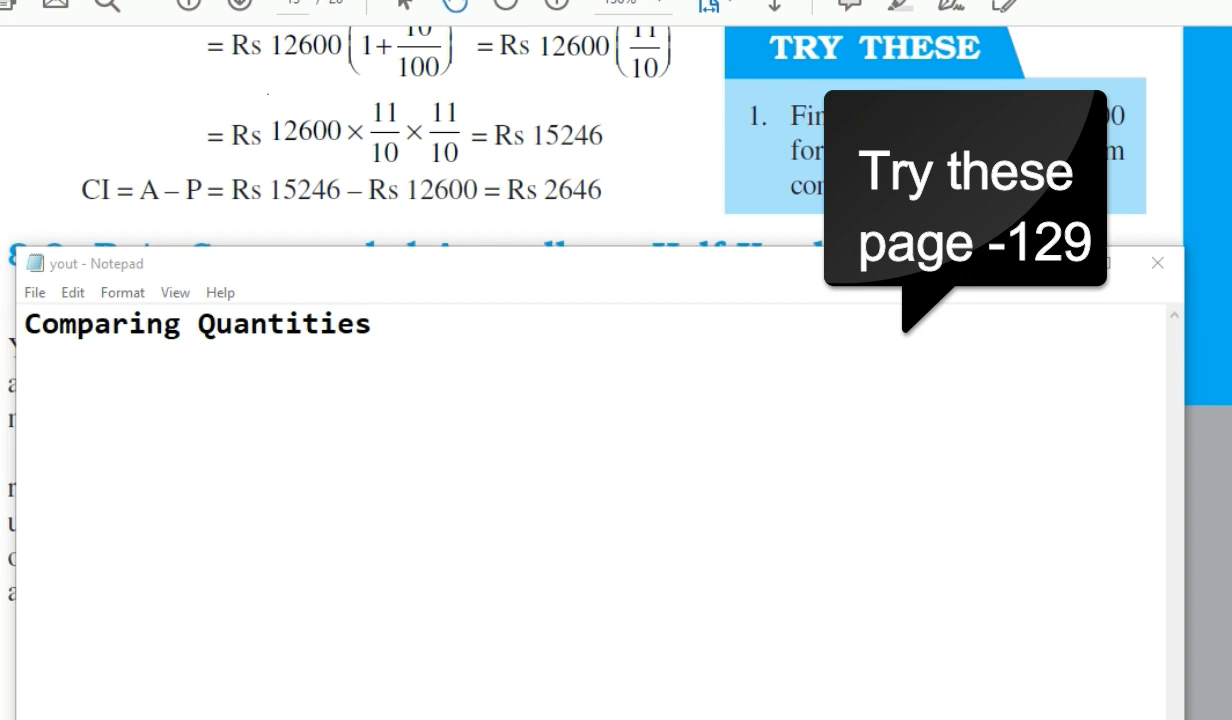 = Rs 12600 (1+ 10/100) = Rs 12600 (11/10)
TRY THESE
= Rs 12600 × 11/10 × 11/10 = Rs 15246
1.
CI = A – P = Rs 15246 – Rs 12600 = Rs 2646
Try these
page -129
yout - Notepad
File Edit Format View Help
Comparing Quantities